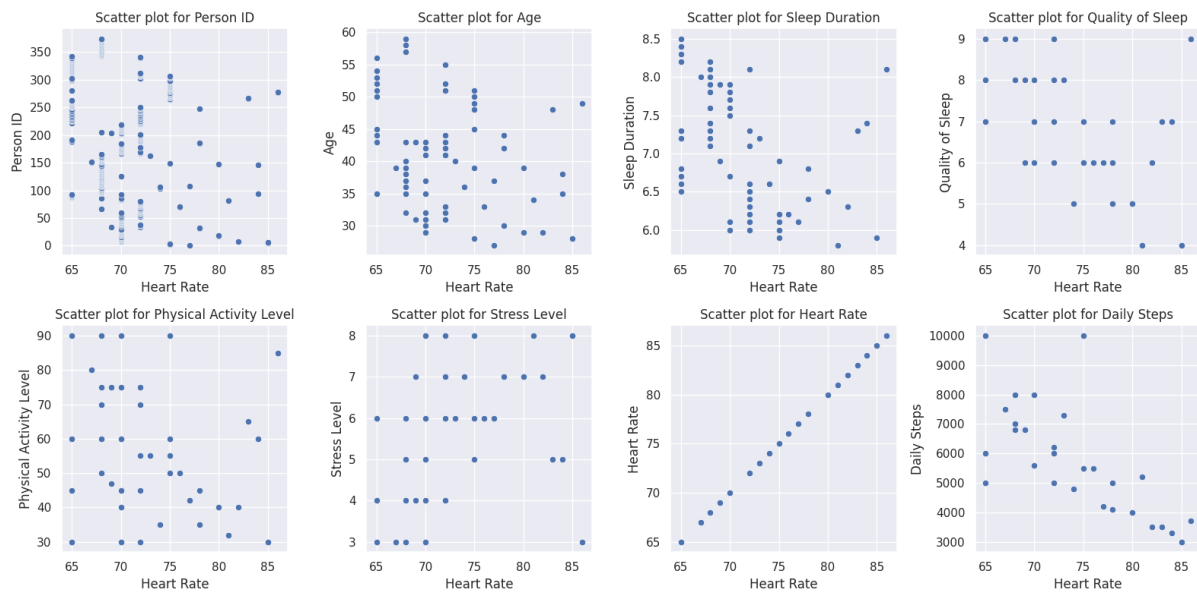 Scatter plot for Person ID
350
300
250
200
150
100
50
0
Person ID
65 70 75 80 85
Heart Rate
Scatter plot for Age
60
50
40
30
Age
65 70 75 80 85
Heart Rate
Scatter plot for Sleep Duration
8.5
8.0
7.5
7.0
6.5
6.0
Sleep Duration
65 70 75 80 85
Heart Rate
Scatter plot for Quality of Sleep
9
8
7
6
5
4
Quality of Sleep
65 70 75 80 85
Heart Rate
Scatter plot for Physical Activity Level
90
80
70
60
50
40
30
Physical Activity Level
65 70 75 80 85
Heart Rate
Scatter plot for Stress Level
8
7
6
5
4
3
Stress Level
65 70 75 80 85
Heart Rate
Scatter plot for Heart Rate
85
80
75
70
65
Heart Rate
65 70 75 80 85
Heart Rate
Scatter plot for Daily Steps
10000
9000
8000
7000
6000
5000
4000
3000
Daily Steps
65 70 75 80 85
Heart Rate